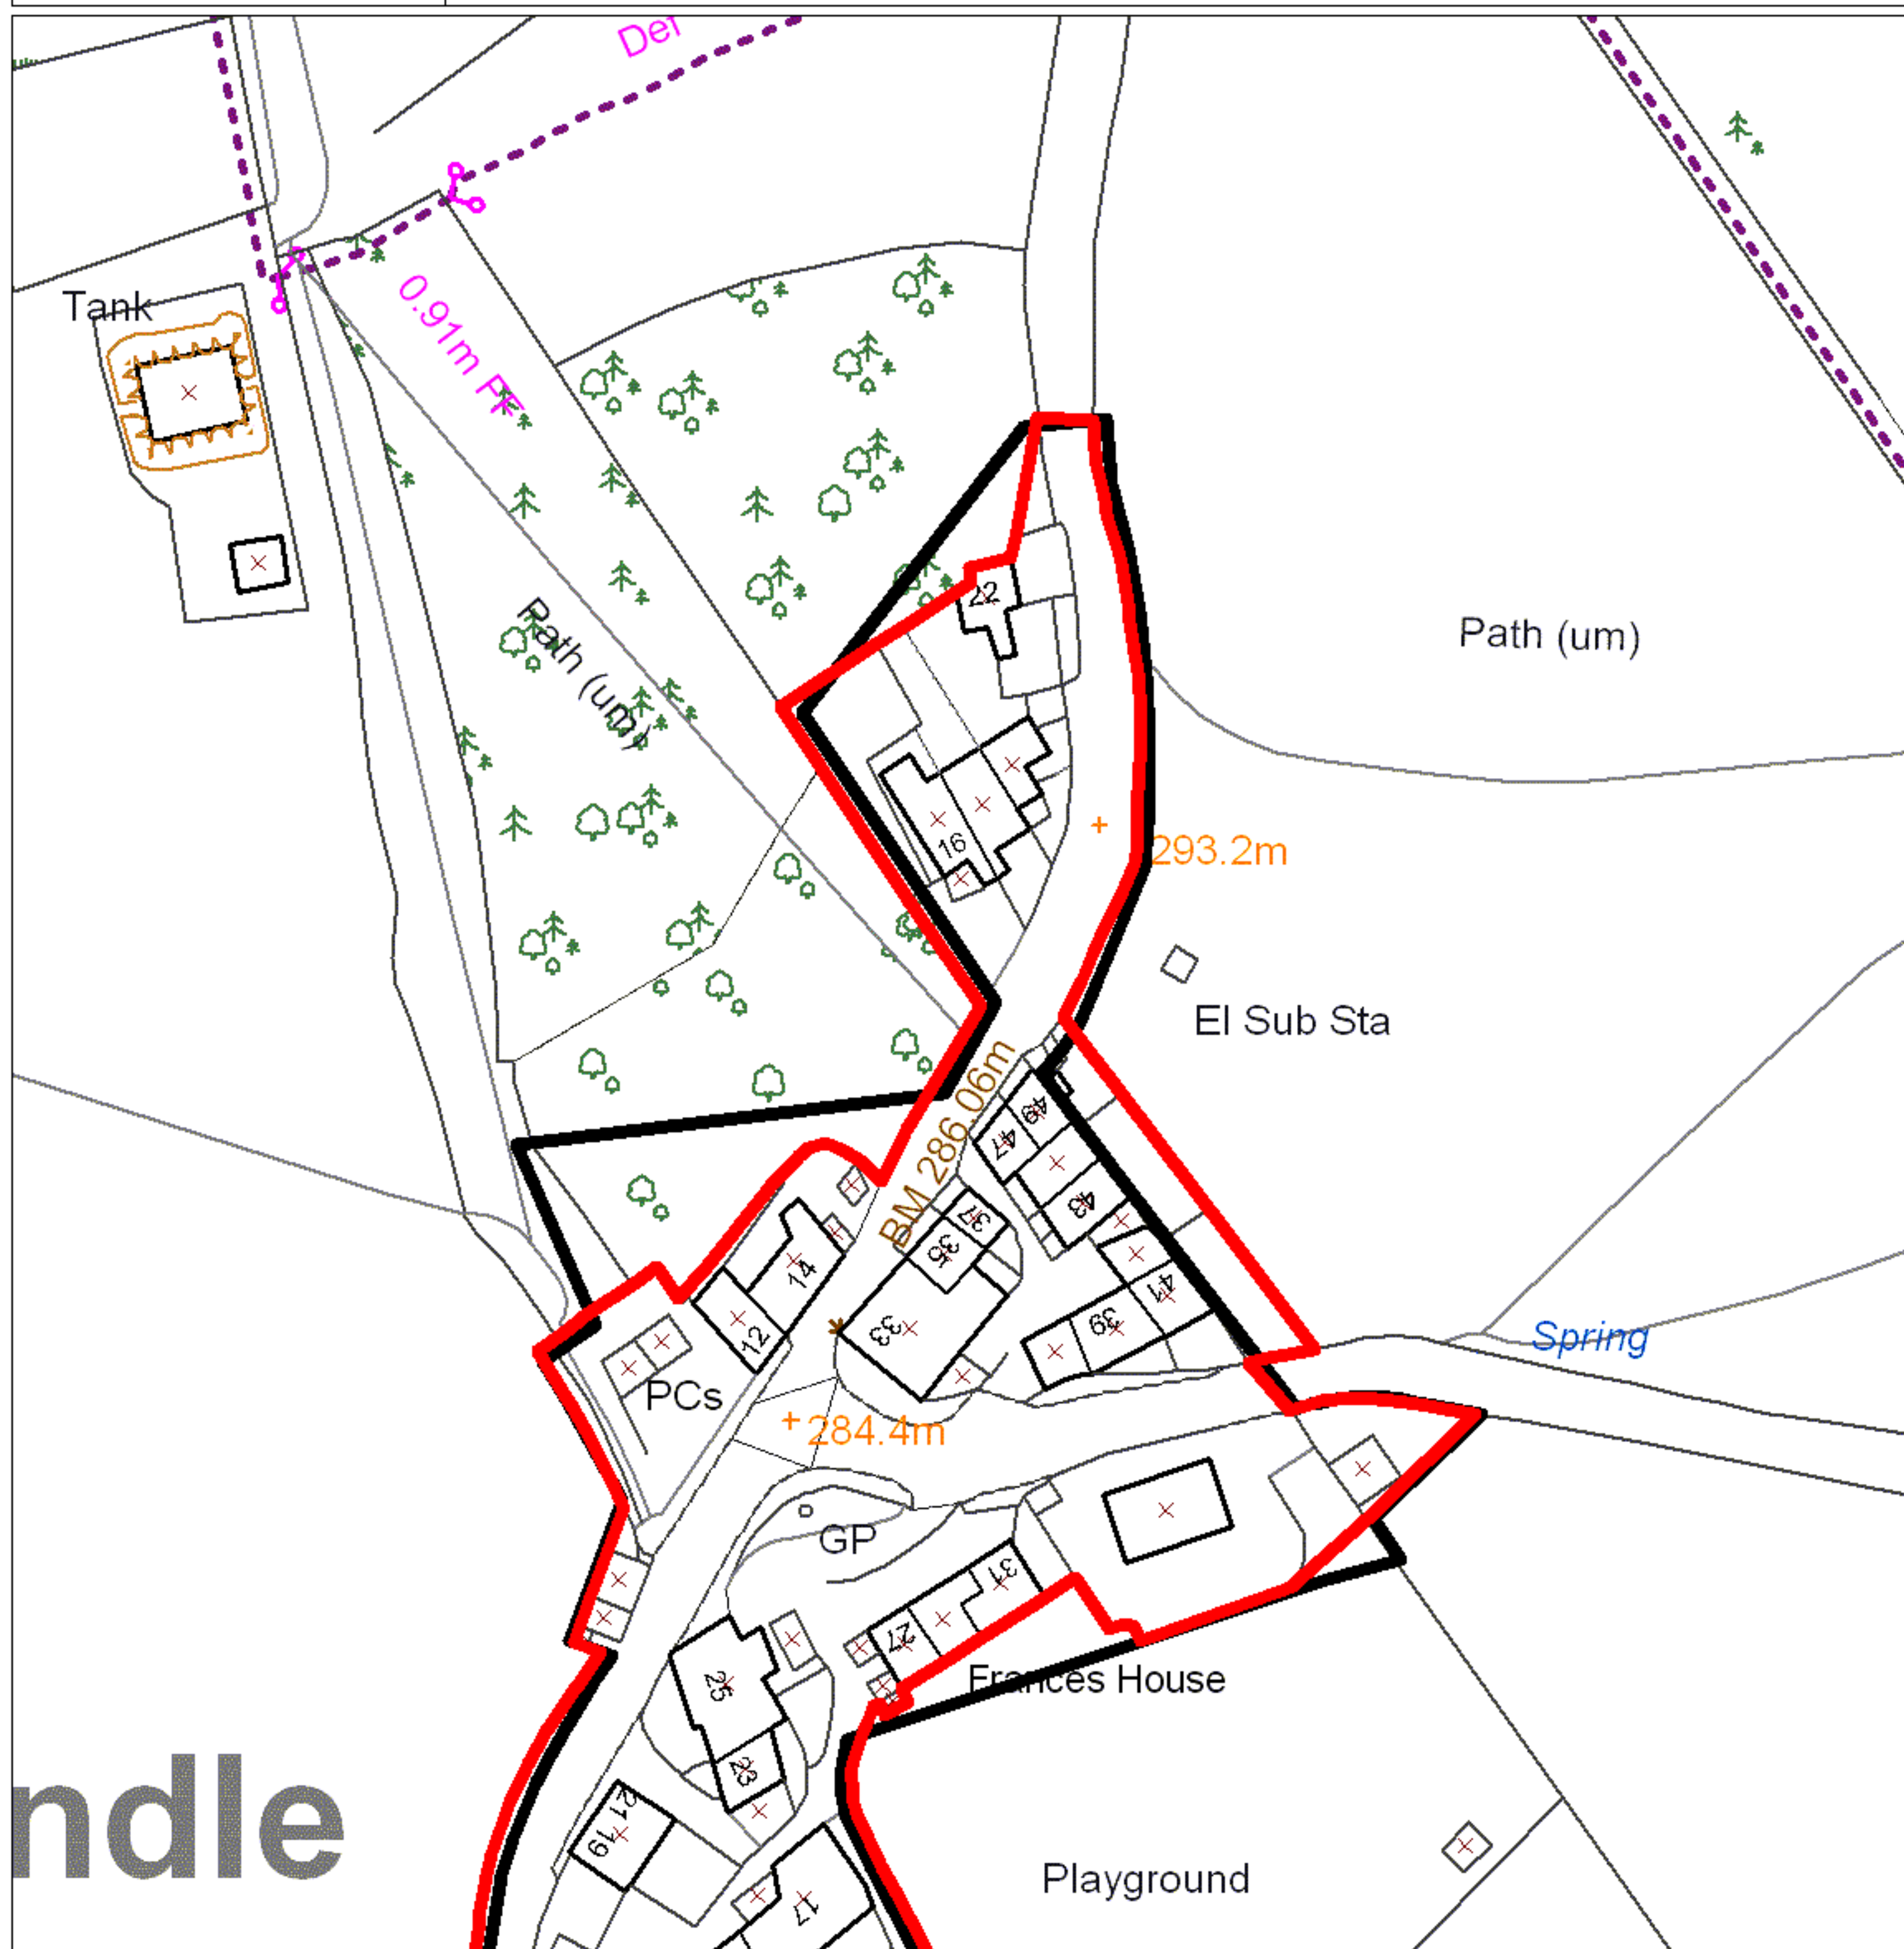 Def
Tank
0.91m FF
22
Path (um)
Path (um)
16
293.2m
El Sub Sta
BM 286.06m
49
47
43
37
35
14
33
41
39
12
Spring
PCs
284.4m
GP
31
27
Frances House
25
23
21
19
ndle
Playground
17